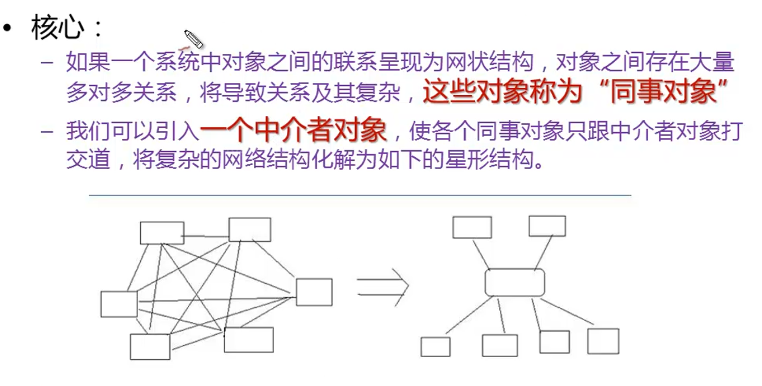 • 核心：
– 如果一个系统中对象之间的联系呈现为网状结构，对象之间存在大量
多对多关系，将导致关系及其复杂，这些对象称为“同事对象”
– 我们可以引入一个中介者对象，使各个同事对象只跟中介者对象打
交道，将复杂的网络结构化解为如下的星形结构。